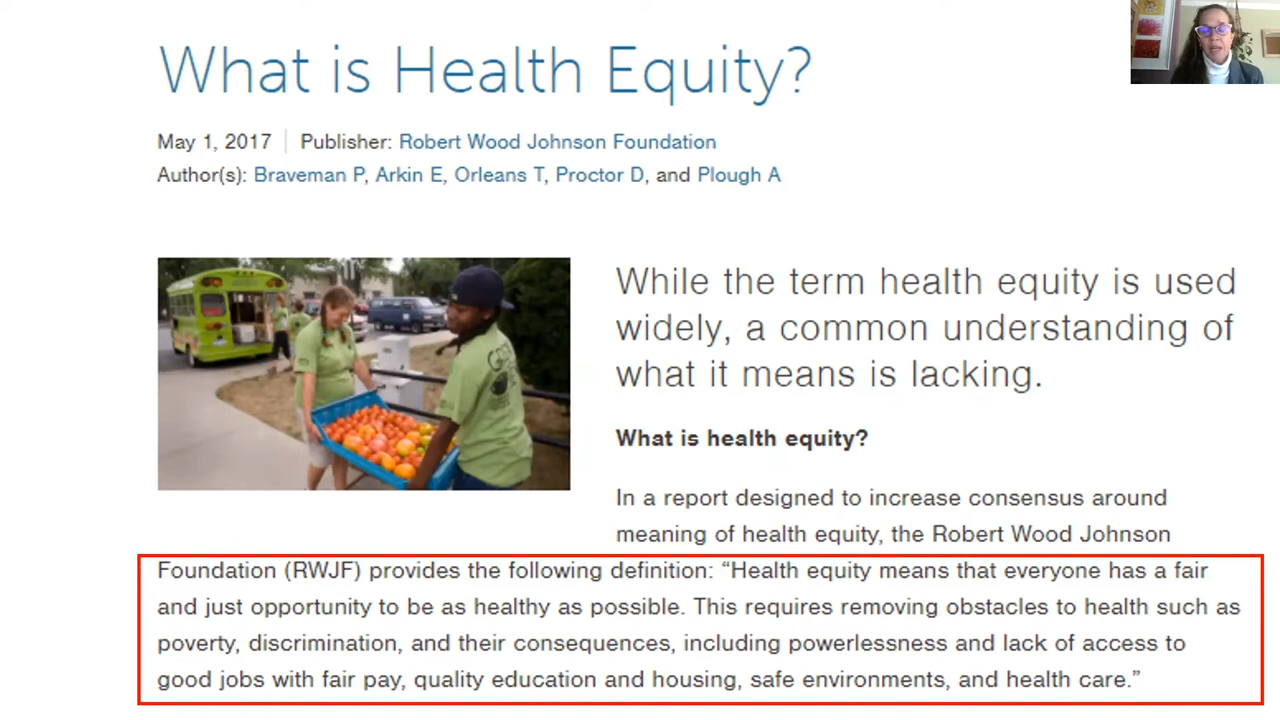 What is Health Equity?
May 1, 2017 Publisher: Robert Wood Johnson Foundation
Author(s): Braveman P, Arkin E, Orleans T, Proctor D, and Plough A
While the term health equity is used
widely, a common understanding of
what it means is lacking.
What is health equity?
In a report designed to increase consensus around
meaning of health equity, the Robert Wood Johnson
Foundation (RWJF) provides the following definition: “Health equity means that everyone has a fair
and just opportunity to be as healthy as possible. This requires removing obstacles to health such as
poverty, discrimination, and their consequences, including powerlessness and lack of access to
good jobs with fair pay, quality education and housing, safe environments, and health care.”